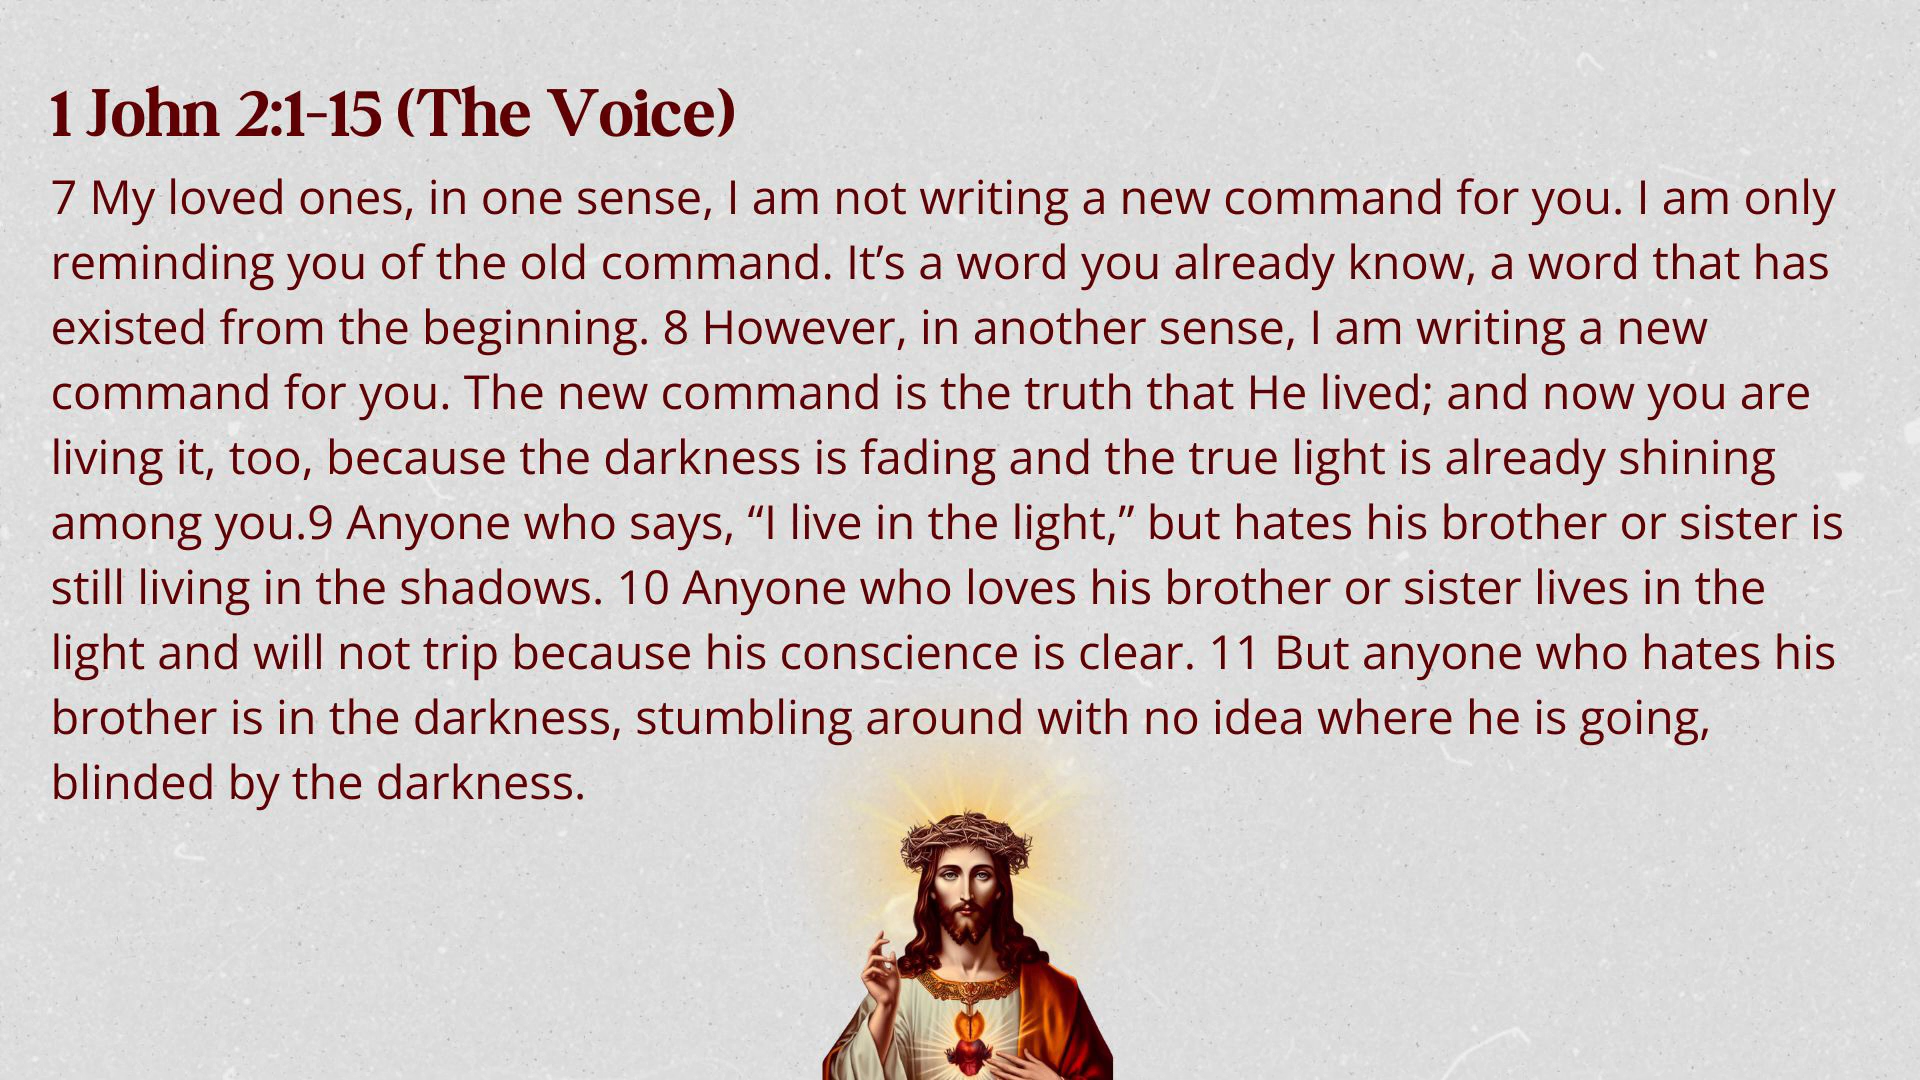 1 John 2:1-15 (The Voice)
7 My loved ones, in one sense, I am not writing a new command for you. I am only
reminding you of the old command. It’s a word you already know, a word that has
existed from the beginning. 8 However, in another sense, I am writing a new
command for you. The new command is the truth that He lived; and now you are
living it, too, because the darkness is fading and the true light is already shining
among you.9 Anyone who says, “I live in the light,” but hates his brother or sister is
still living in the shadows. 10 Anyone who loves his brother or sister lives in the
light and will not trip because his conscience is clear. 11 But anyone who hates his
brother is in the darkness, stumbling around with no idea where he is going,
blinded by the darkness.